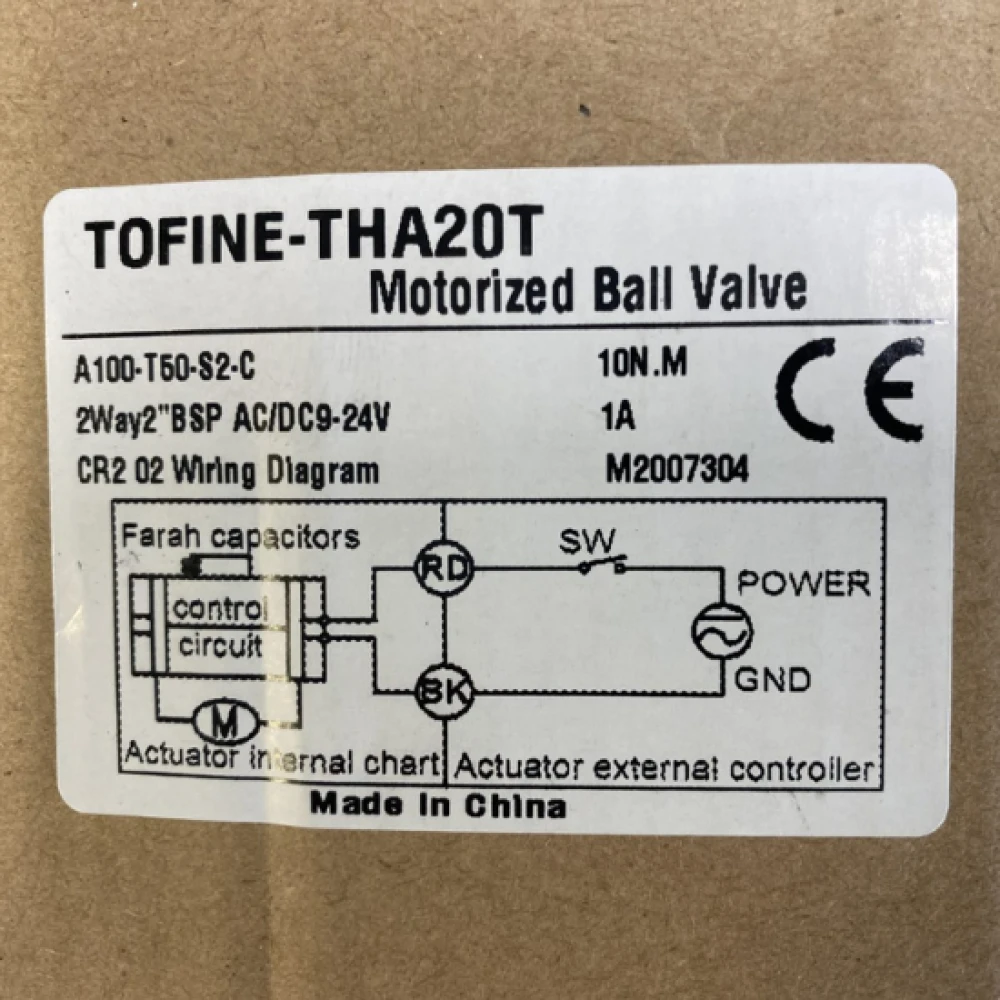 TOFINE-THA20T
Motorized Ball Valve
A100-T50-S2-C 10N.M
2Way2"BSP AC/DC9-24V 1A
CR2 02 Wiring Diagram M2007304
CE
Farah capacitors
RD
SW
POWER
control
circuit
BK
GND
M
Actuator internal chart
Actuator external controller
Made In China